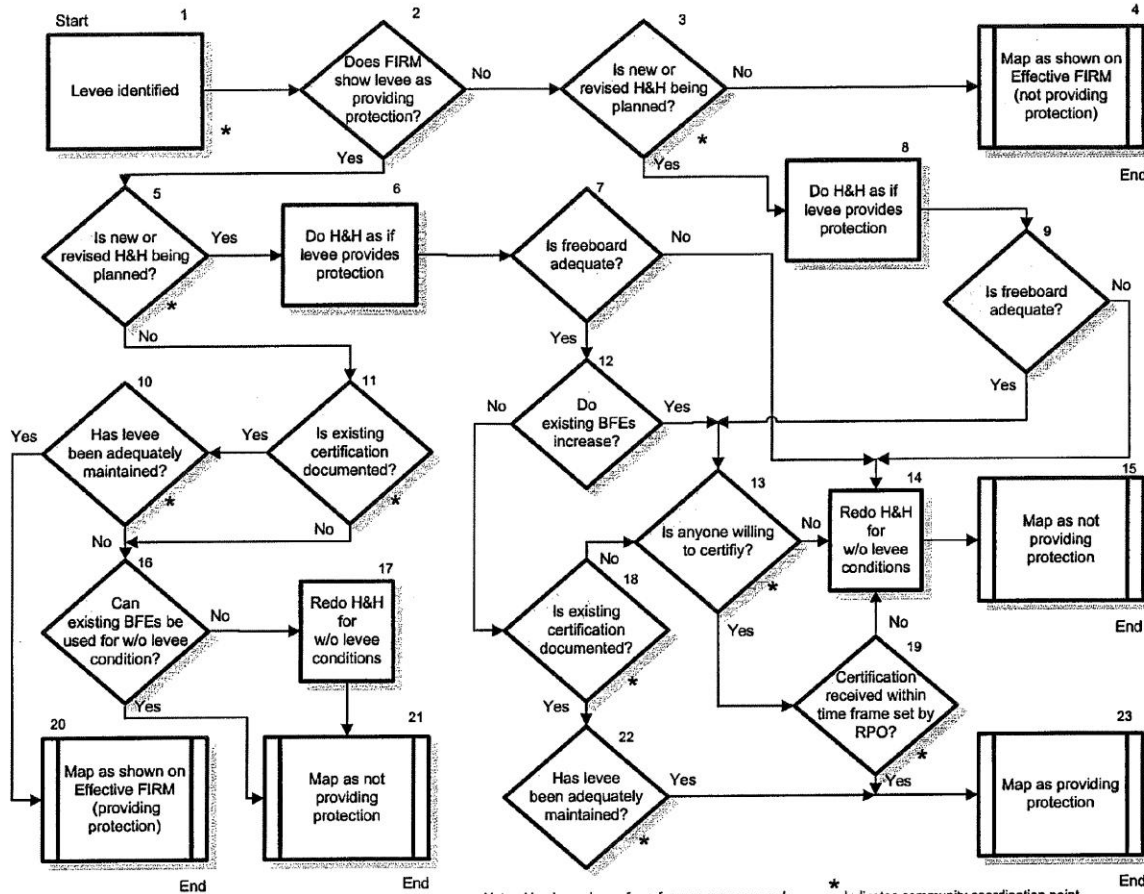 Start
1
Levee identified
*
2
Does FIRM
show levee as
providing
protection?
No
Yes
3
Is new or
revised H&H being
planned?
*
No
Yes
4
Map as shown on
Effective FIRM
(not providing
protection)
End
5
Is new or
revised H&H being
planned?
*
Yes
No
6
Do H&H as if
levee provides
protection
7
Is freeboard
adequate?
No
Yes
8
Do H&H as if
levee provides
protection
9
Is freeboard
adequate?
No
Yes
10
Has levee
been adequately
maintained?
*
Yes
No
11
Is existing
certification
documented?
*
Yes
No
12
Do
existing BFEs
increase?
No
Yes
13
Is anyone willing
to certifiy?
*
No
Yes
14
Redo H&H
for
w/o levee
conditions
15
Map as not
providing
protection
End
16
Can
existing BFEs be
used for w/o levee
condition?
No
Yes
17
Redo H&H
for
w/o levee
conditions
18
Is existing
certification
documented?
*
No
Yes
19
Certification
received within
time frame set by
RPO?
*
No
Yes
20
Map as shown on
Effective FIRM
(providing
protection)
End
21
Map as not
providing
protection
End
22
Has levee
been adequately
maintained?
*
Yes
23
Map as providing
protection
End
* Indicates community coordination point